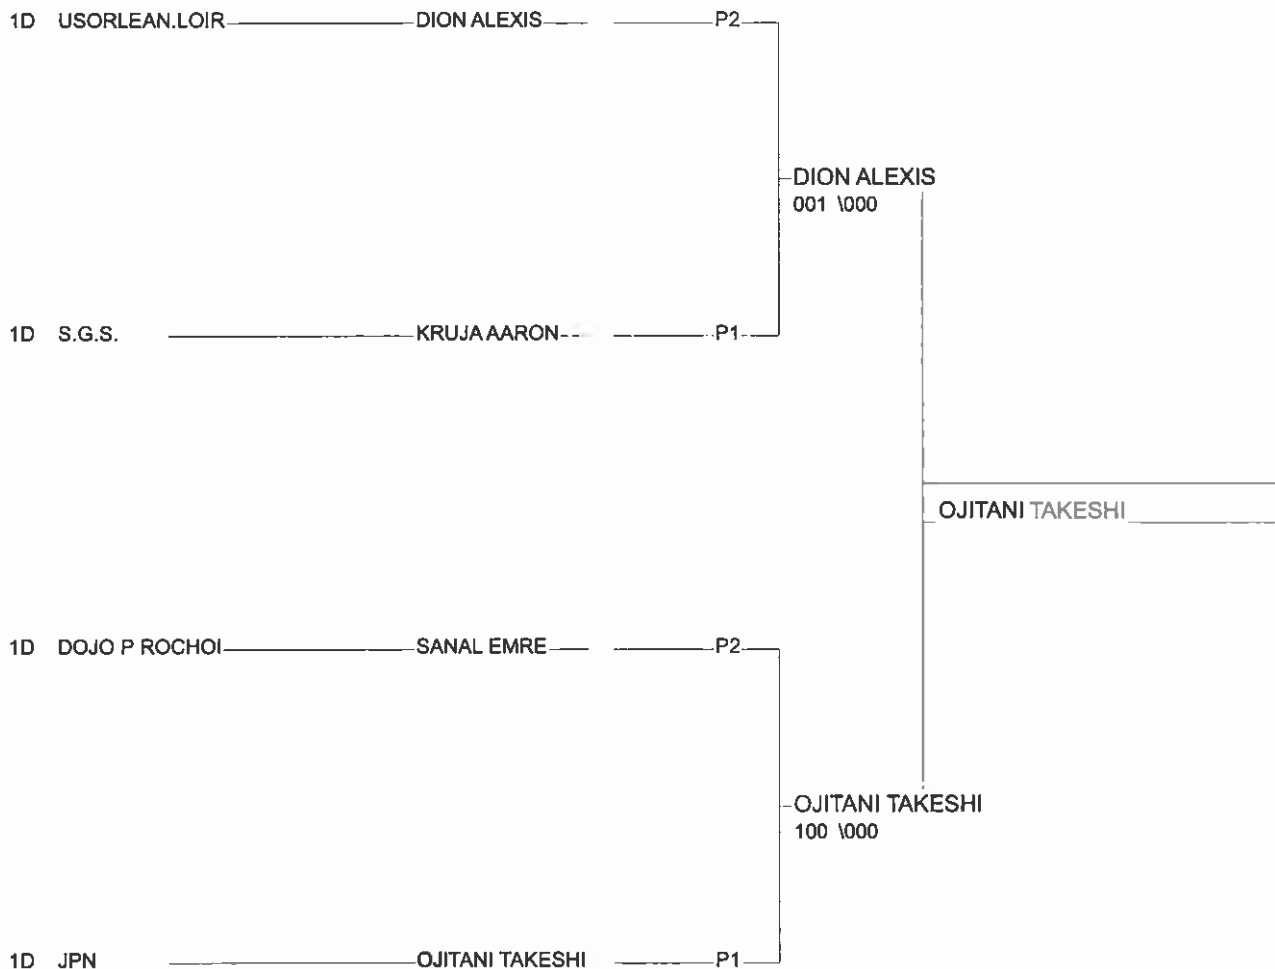 1D USORLEAN.LOIR DION ALEXIS P2
DION ALEXIS
001 \000
1D S.G.S. KRUJA AARON P1
OJITANI TAKESHI
1D DOJO P ROCHOI SANAL EMRE P2
OJITANI TAKESHI
100 \000
1D JPN OJITANI TAKESHI P1